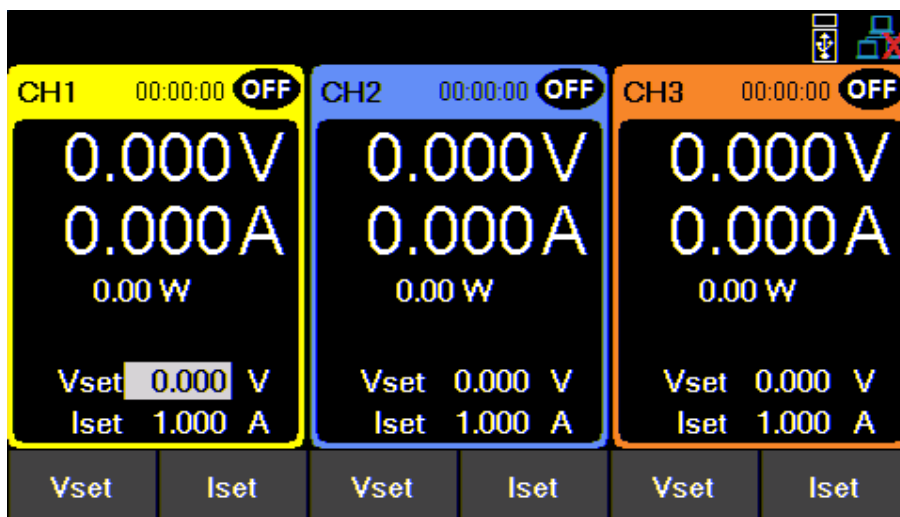 CH1 00:00:00 OFF CH2 00:00:00 OFF CH3 00:00:00 OFF
0.000V 0.000V 0.000V
0.000A 0.000A 0.000A
0.00 W 0.00 W 0.00 W
Vset 0.000 V Vset 0.000 V Vset 0.000 V
Iset 1.000 A Iset 1.000 A Iset 1.000 A
Vset Iset Vset Iset Vset Iset